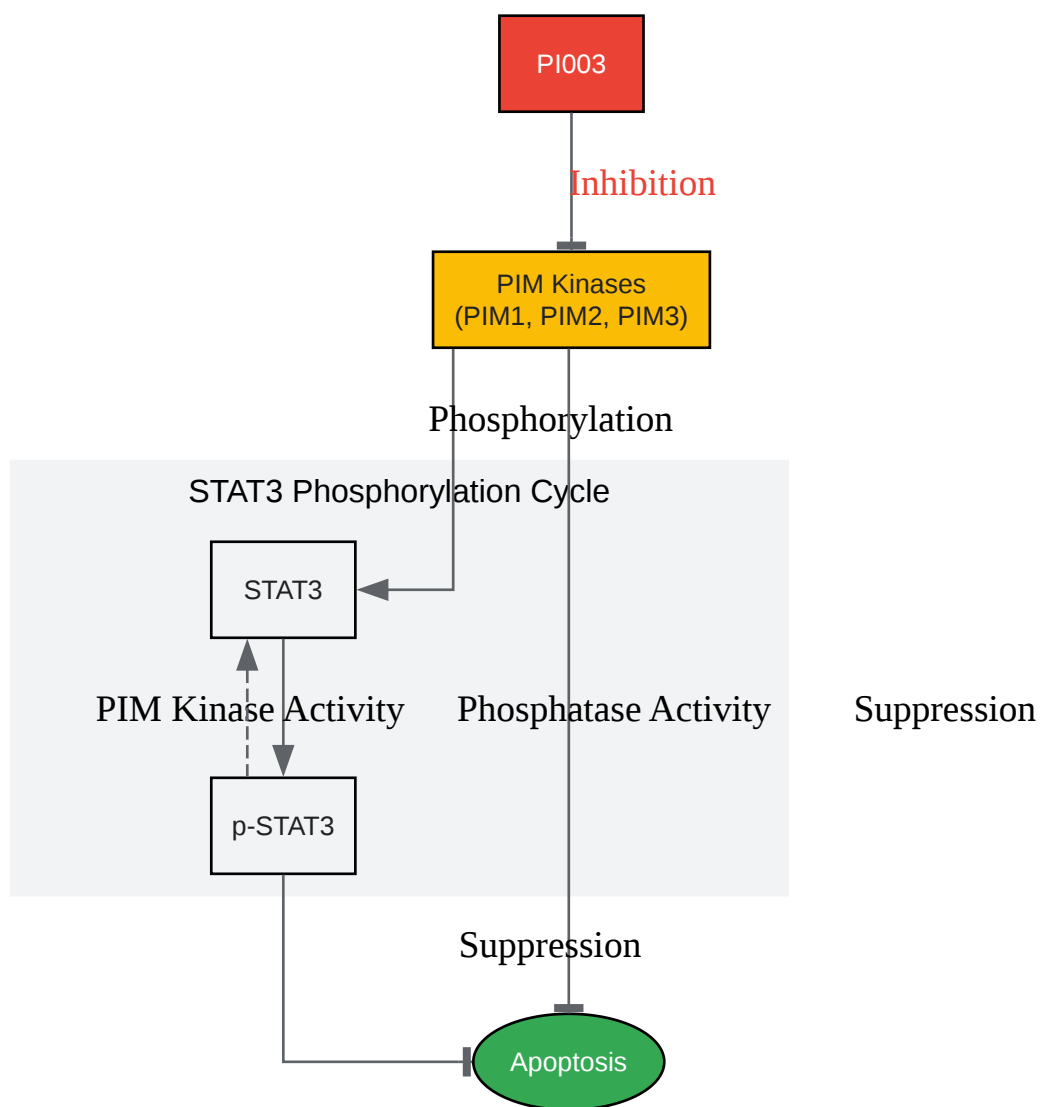 PI003
Inhibition
PIM Kinases
(PIM1, PIM2, PIM3)
Phosphorylation
STAT3 Phosphorylation Cycle
STAT3
PIM Kinase Activity
Phosphatase Activity
Suppression
p-STAT3
Suppression
Apoptosis